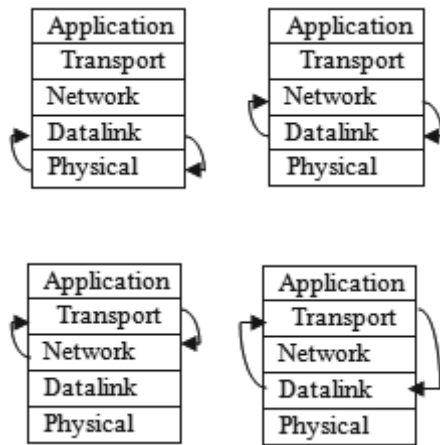 Application
Transport
Network
Datalink
Physical
Application
Transport
Network
Datalink
Physical
Application
Transport
Network
Datalink
Physical
Application
Transport
Network
Datalink
Physical